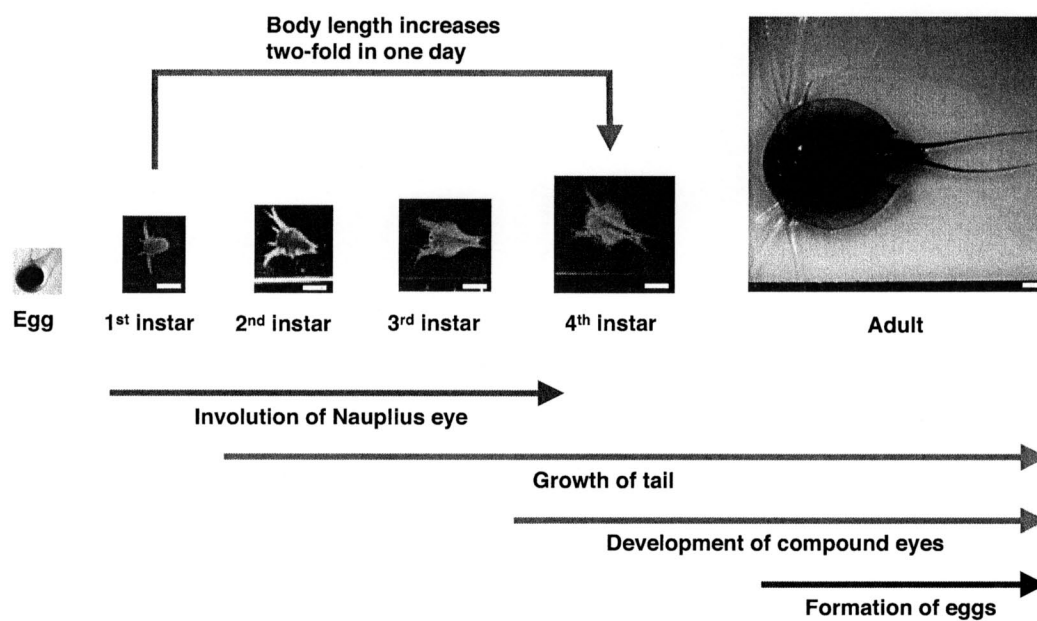 Body length increases
two-fold in one day
Egg
1st instar
2nd instar
3rd instar
4th instar
Adult
Involution of Nauplius eye
Growth of tail
Development of compound eyes
Formation of eggs